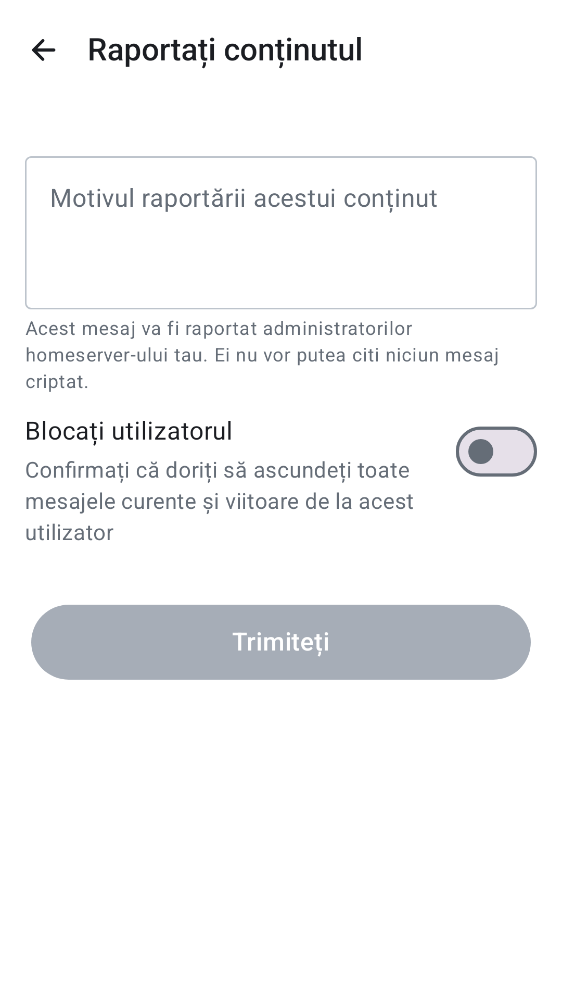 Raportați conținutul
Motivul raportării acestui conținut
Acest mesaj va fi raportat administratorilor
homeserver-ului tau. Ei nu vor putea citi niciun mesaj
criptat.
Blocați utilizatorul
Confirmați că doriți să ascundeți toate
mesajele curente și viitoare de la acest
utilizator
Trimiteți